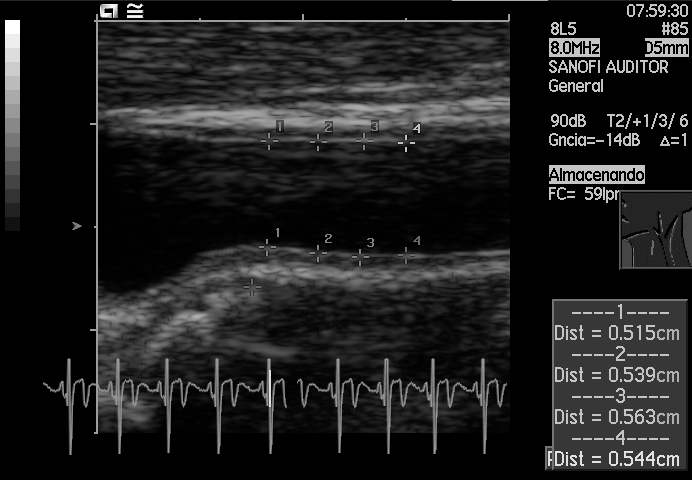 07:59:30
8L5 #85
8.0MHz D5mm
SANOFI AUDITOR
General
90dB T2/+1/3/ 6
Gncia=-14dB Δ=1
Almacenando
FC= 59lpr
1 2 3 4
1 2 3 4
----1----
Dist = 0.515cm
----2----
Dist = 0.539cm
----3----
Dist = 0.563cm
----4----
Dist = 0.544cm